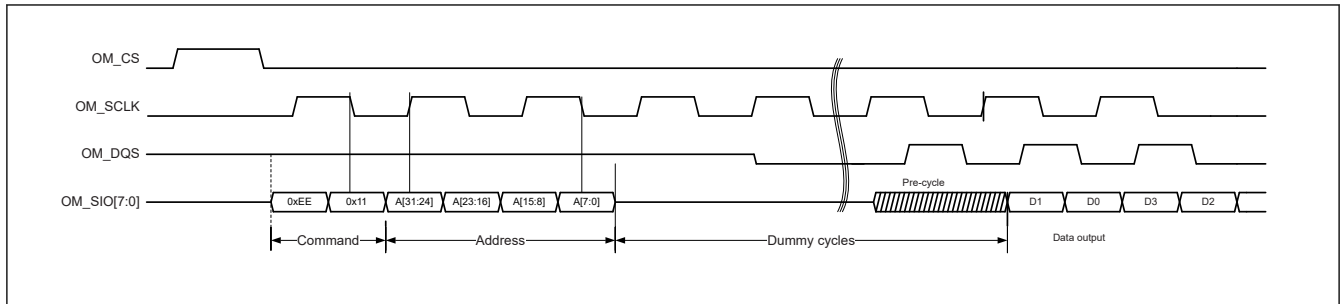 OM_CS
OM_SCLK
OM_DQS
Pre-cycle
OM_SIO[7:0]
0xEE 0x11 A[31:24] A[23:16] A[15:8] A[7:0] D1 D0 D3 D2
Command Address Dummy cycles Data output